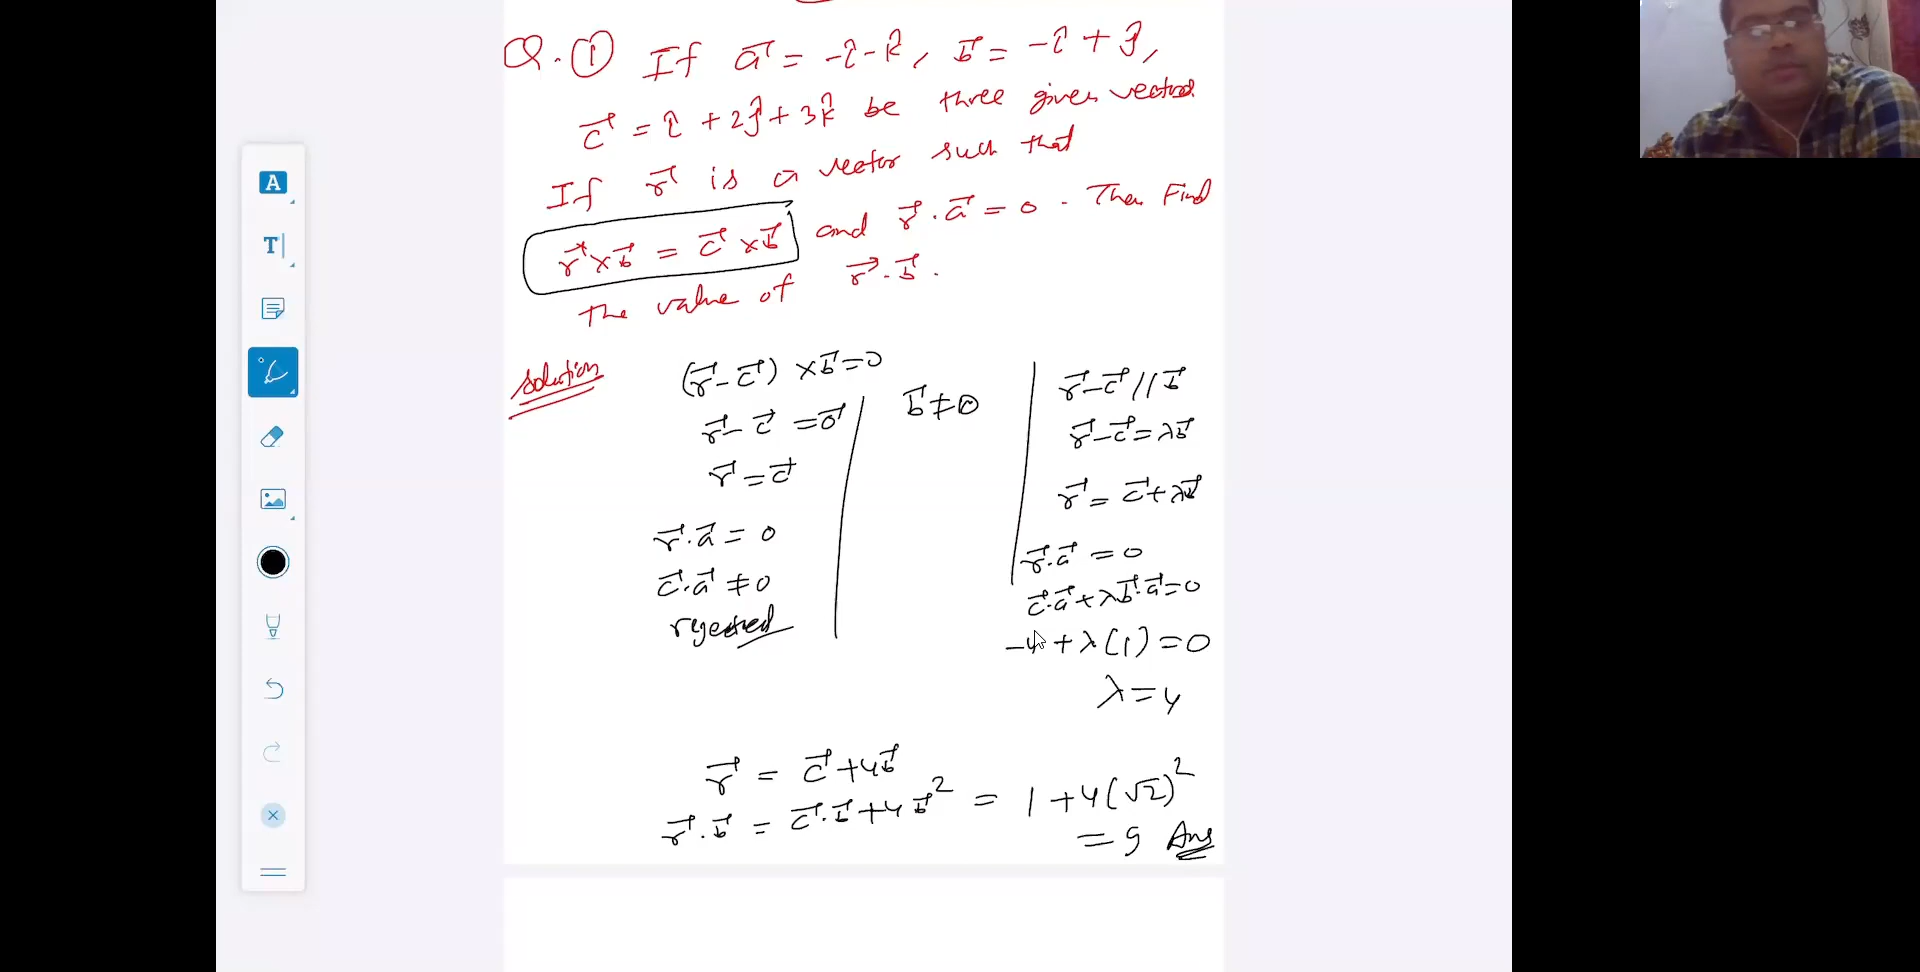 Q.① If a⃗ = -î - k̂, b⃗ = -î + ĵ,
c⃗ = î + 2ĵ + 3k̂ be three given vectors.
If r⃗ is a vector such that
r⃗ × b⃗ = c⃗ × b⃗ and r⃗ . a⃗ = 0 . Then Find
the value of r⃗ . b⃗ .
Solution
(r⃗ - c⃗) × b⃗ = 0
r⃗ - c⃗ = 0⃗
r⃗ = c⃗
r⃗ . a⃗ = 0
c⃗ . a⃗ ≠ 0
rejected
b⃗ ≠ 0
r⃗ - c⃗ // b⃗
r⃗ - c⃗ = λb⃗
r⃗ = c⃗ + λb⃗
r⃗ . a⃗ = 0
c⃗ . a⃗ + λb⃗ . a⃗ = 0
-4 + λ(1) = 0
λ = 4
r⃗ = c⃗ + 4b⃗
r⃗ . b⃗ = c⃗ . b⃗ + 4b⃗² = 1 + 4(√2)²
= 9 Ans
A
T